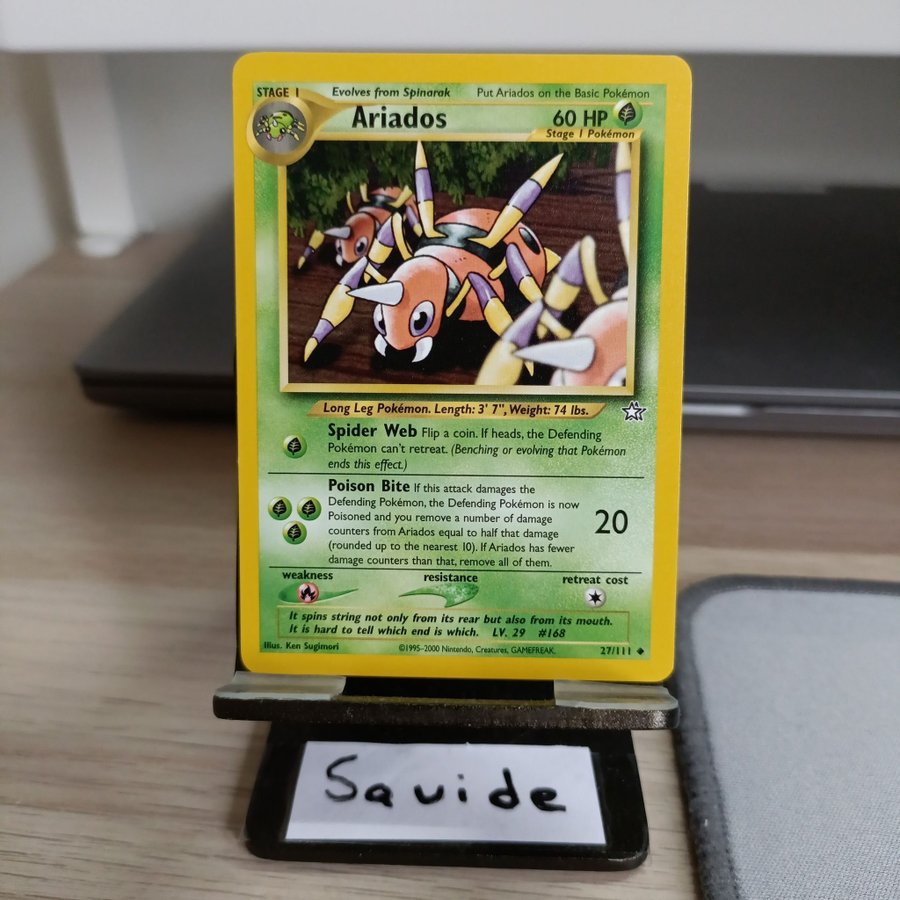 STAGE 1 Evolves from Spinarak Put Ariados on the Basic Pokémon
Ariados 60 HP
Stage 1 Pokémon
Long Leg Pokémon. Length: 3' 7", Weight: 74 lbs.
Spider Web Flip a coin. If heads, the Defending
Pokémon can't retreat. (Benching or evolving that Pokémon
ends this effect.)
Poison Bite If this attack damages the
Defending Pokémon, the Defending Pokémon is now
Poisoned and you remove a number of damage
counters from Ariados equal to half that damage
(rounded up to the nearest 10). If Ariados has fewer
damage counters than that, remove all of them.
20
weakness resistance retreat cost
It spins string not only from its rear but also from its mouth.
It is hard to tell which end is which. LV. 29 #168
Illus. Ken Sugimori ©1995-2000 Nintendo, Creatures, GAMEFREAK. 27/111
Savide